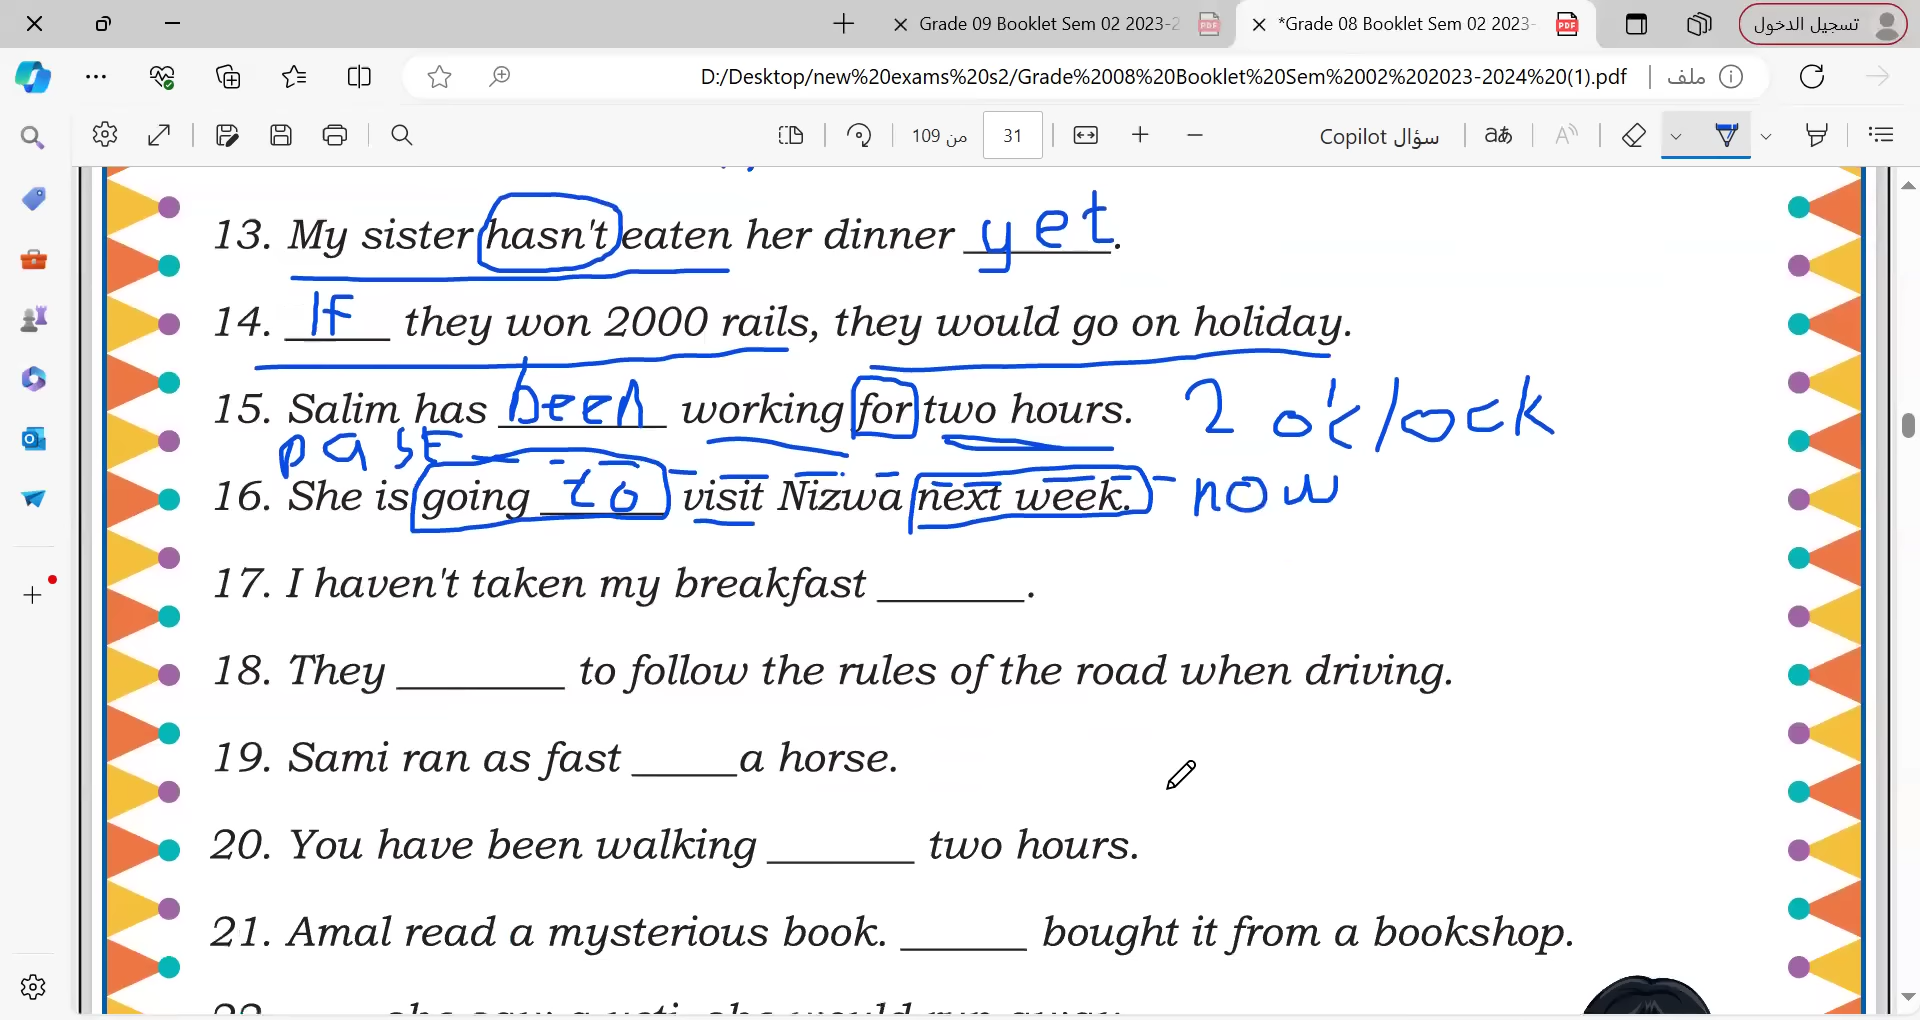 Grade 09 Booklet Sem 02 2023-2
*Grade 08 Booklet Sem 02 2023-
تسجيل الدخول
D:/Desktop/new%20exams%20s2/Grade%2008%20Booklet%20Sem%2002%202023-2024%20(1).pdf
ملف
من 109
31
سؤال Copilot
aあ
13. My sister hasn't eaten her dinner yet.
14. If they won 2000 rails, they would go on holiday.
15. Salim has been working for two hours. 2 o'clock
past
16. She is going to visit Nizwa next week. now
17. I haven't taken my breakfast _______.
18. They ________ to follow the rules of the road when driving.
19. Sami ran as fast _____a horse.
20. You have been walking _______ two hours.
21. Amal read a mysterious book. ______ bought it from a bookshop.